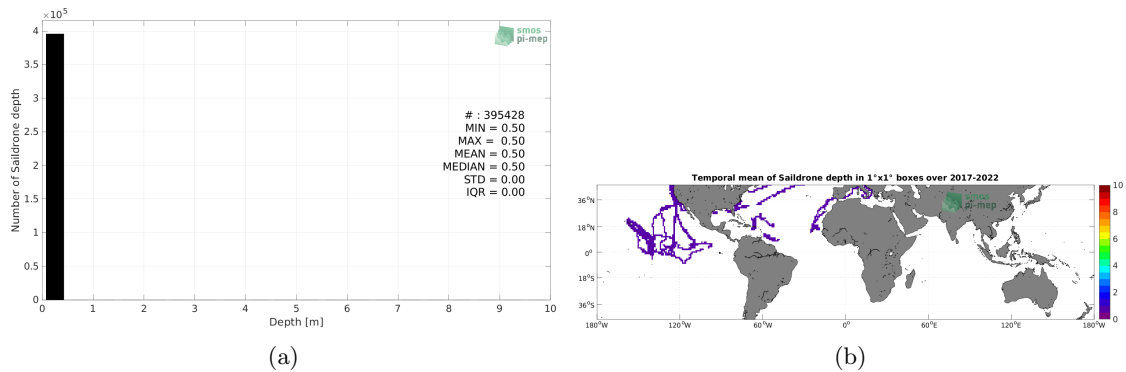 ×10⁵
4
3.5
3
2.5
2
1.5
1
0.5
0
Number of Saildrone depth
smos
pi-mep
# : 395428
MIN = 0.50
MAX = 0.50
MEAN = 0.50
MEDIAN = 0.50
STD = 0.00
IQR = 0.00
0 1 2 3 4 5 6 7 8 9 10
Depth [m]
(a)
Temporal mean of Saildrone depth in 1°x1° boxes over 2017-2022
smos
pi-mep
36°N
18°N
0°
18°S
36°S
180°W 120°W 60°W 0° 60°E 120°E 180°W
10
8
6
4
2
0
(b)